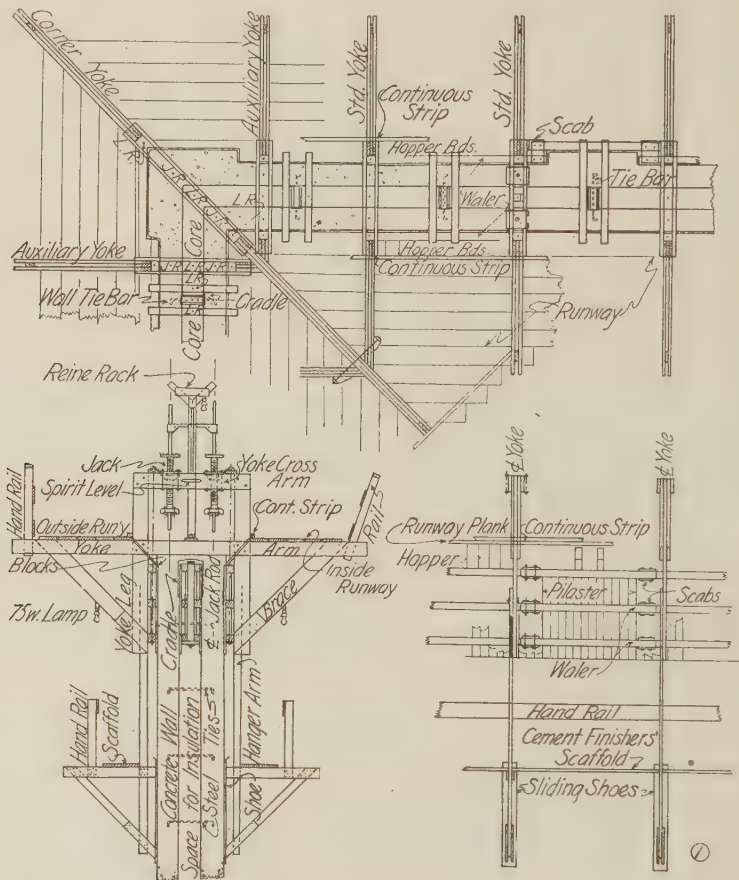 Corner Yoke
Auxiliary Yoke
Std. Yoke
Continuous Strip
Std. Yoke
Scab
Hopper Bds.
Tie Bar
L.R.
J-R
L-R
J-R
L R
Waler
Core
Auxiliary Yoke
J-R
L-R
J-R
L R
Hopper Bds.
Continuous Strip
Wall Tie Bar
Cradle
L-R
Core
Runway
Reine Rack
Jack
Yoke Cross Arm
Spirit Level
Hand Rail
Cont. Strip
Rail
Outside Run'y
Yoke
Arm
Blocks
Inside Runway
75w. Lamp
Yoke Leg
Cradle
℄ Jack Rod
Brace
Hand Rail
Scaffold
Concrete Wall
Space for Insulation
Steel Ties
Shoe
Hanger Arm
℄ Yoke
℄ Yoke
Runway Plank
Continuous Strip
Hopper
Pilaster
Scabs
Waler
Hand Rail
Cement Finishers'
Scaffold
Sliding Shoes
1